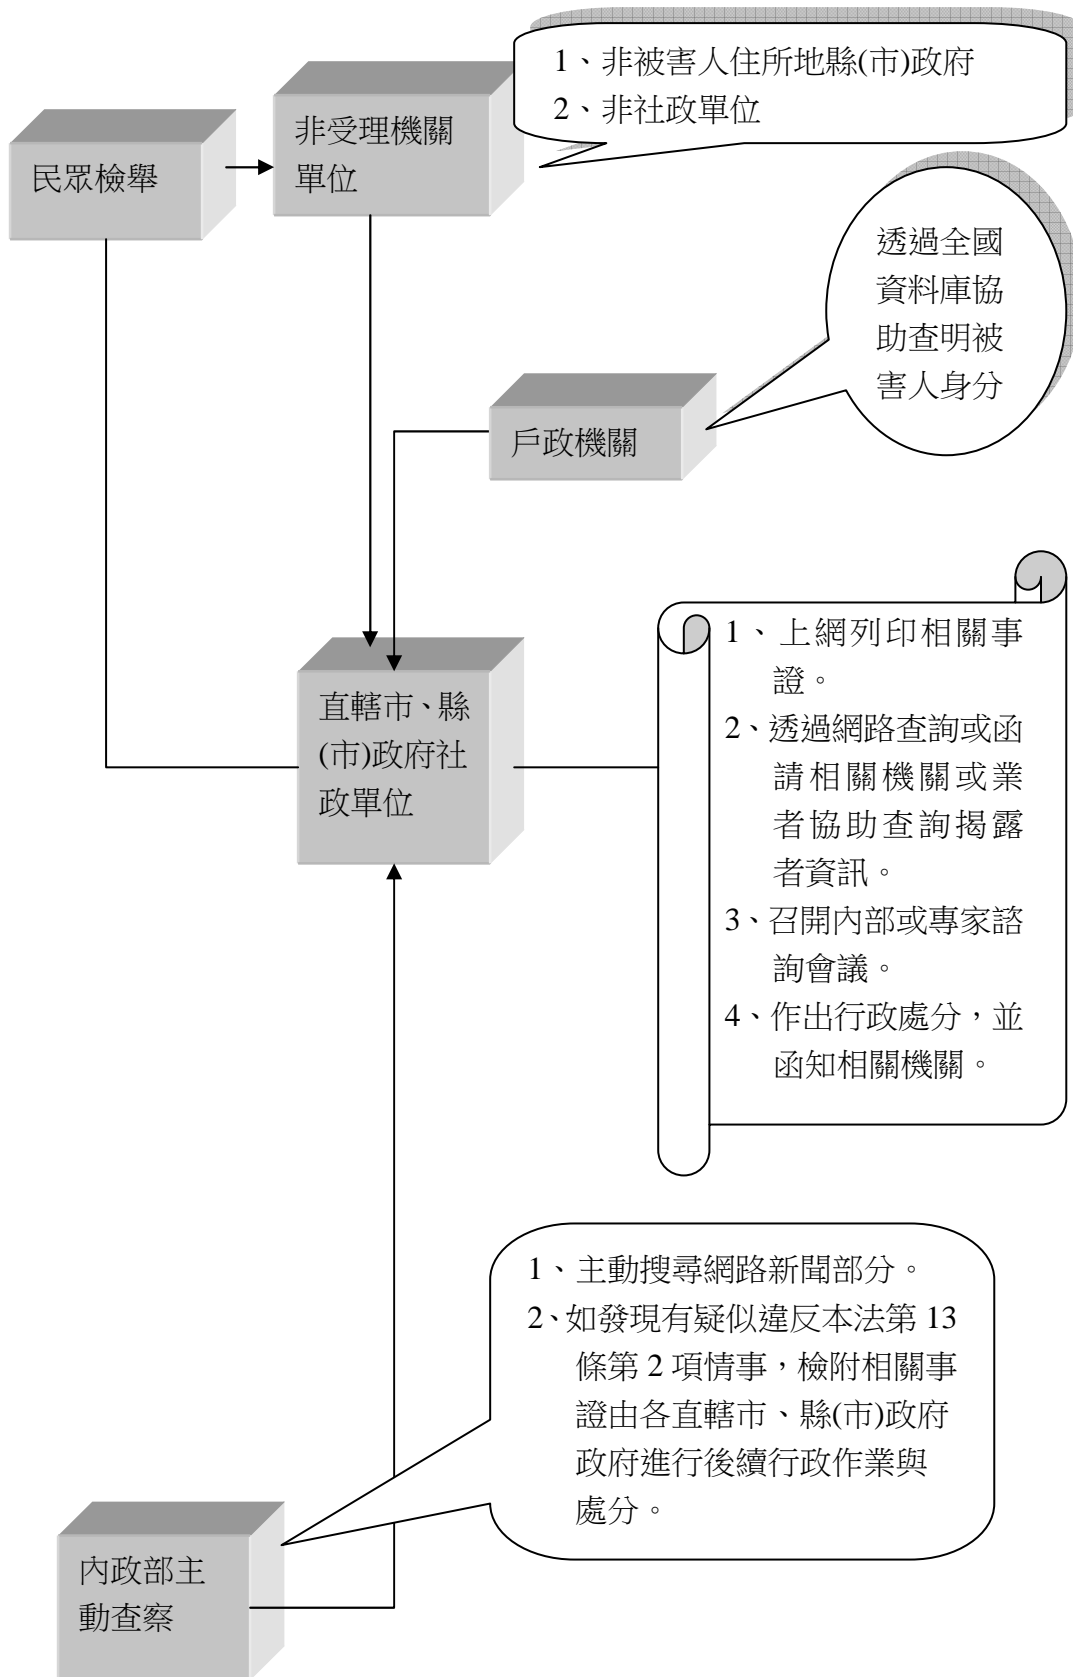 1、非被害人住所地縣(市)政府
2、非社政單位
非受理機關
單位
民眾檢舉
透過全國
資料庫協
助查明被
害人身分
戶政機關
1、上網列印相關事
證。
2、透過網路查詢或函
請相關機關或業
者協助查詢揭露
者資訊。
3、召開內部或專家諮
詢會議。
4、作出行政處分，並
函知相關機關。
直轄市、縣
(市)政府社
政單位
1、主動搜尋網路新聞部分。
2、如發現有疑似違反本法第 13
條第 2 項情事，檢附相關事
證由各直轄市、縣(市)政府
政府進行後續行政作業與
處分。
內政部主
動查察